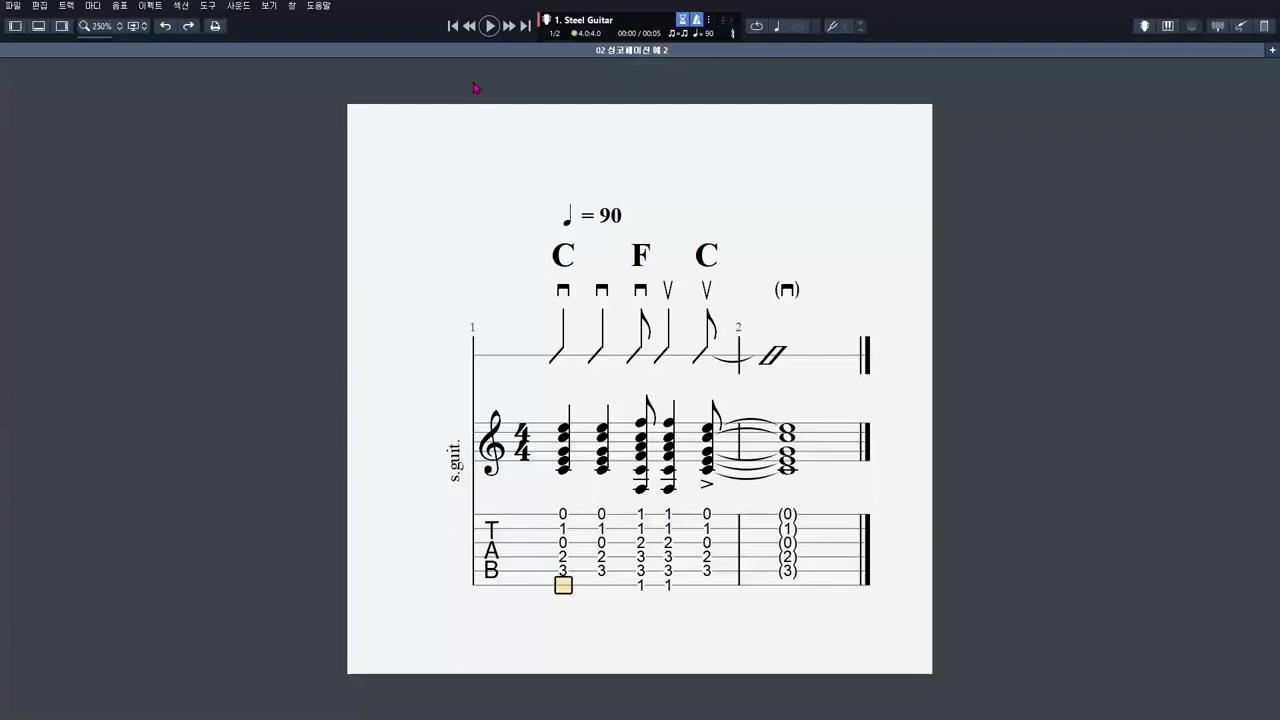 파일 편집 트랙 마디 음표 이펙트 섹션 도구 사운드 보기 창 도움말
250% 1. Steel Guitar
1/2 4.0:4.0 00:00 / 00:05 ♫=♫ ♩= 90
02 싱코페이션 예 2
♩ = 90
C F C
1 2
s.guit.
4
4
T
A
B
0 0 1 1 0 (0)
1 1 1 1 1 (1)
0 0 2 2 0 (0)
2 2 3 3 2 (2)
3 3 3 3 3 (3)
1 1